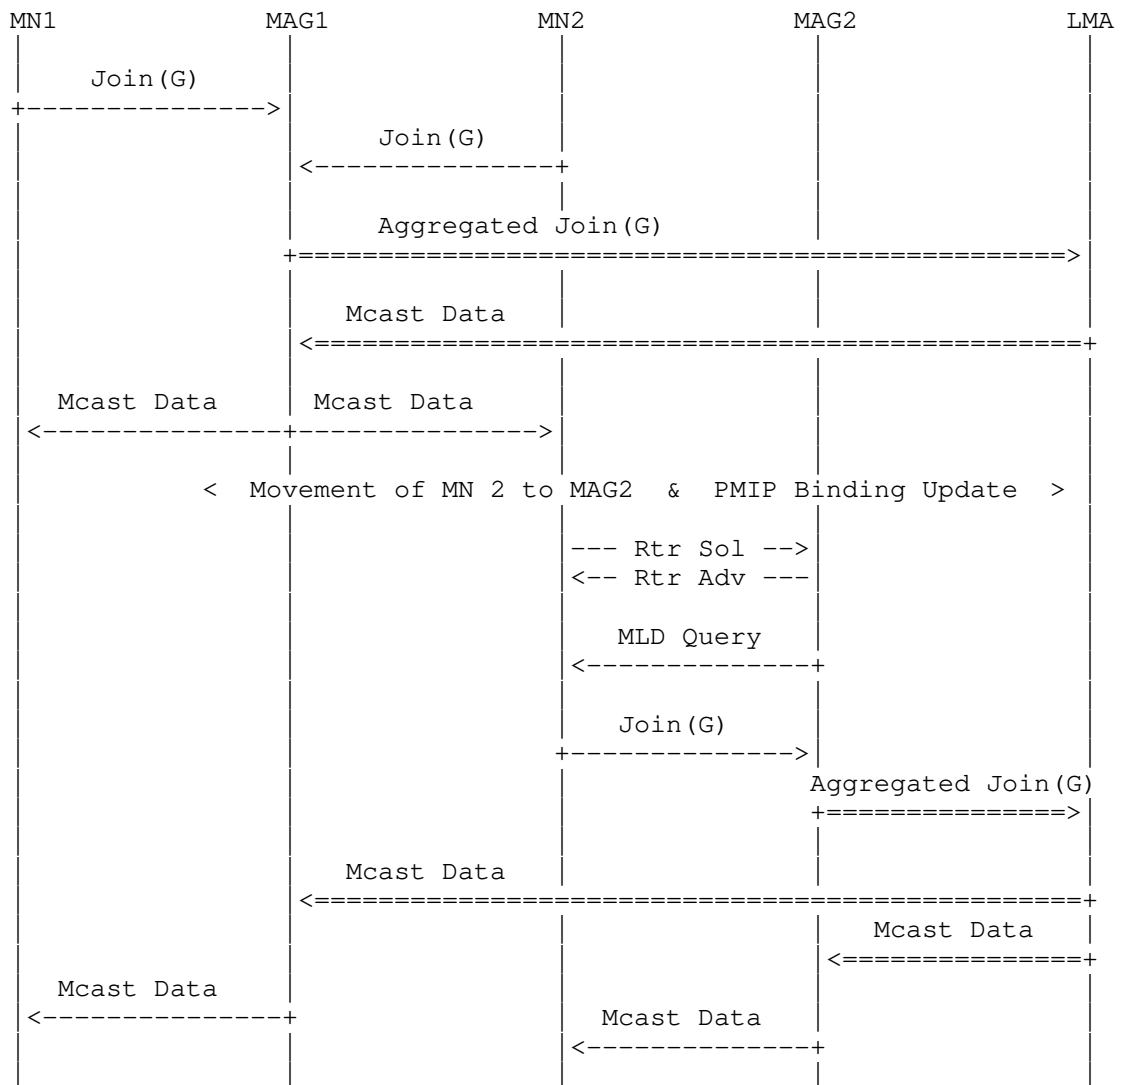 MN1 MAG1 MN2 MAG2 LMA
Join(G)
Join(G)
Aggregated Join(G)
Mcast Data
Mcast Data Mcast Data
< Movement of MN 2 to MAG2 & PMIP Binding Update >
--- Rtr Sol -->
<-- Rtr Adv ---
MLD Query
Join(G)
Aggregated Join(G)
Mcast Data
Mcast Data
Mcast Data
Mcast Data